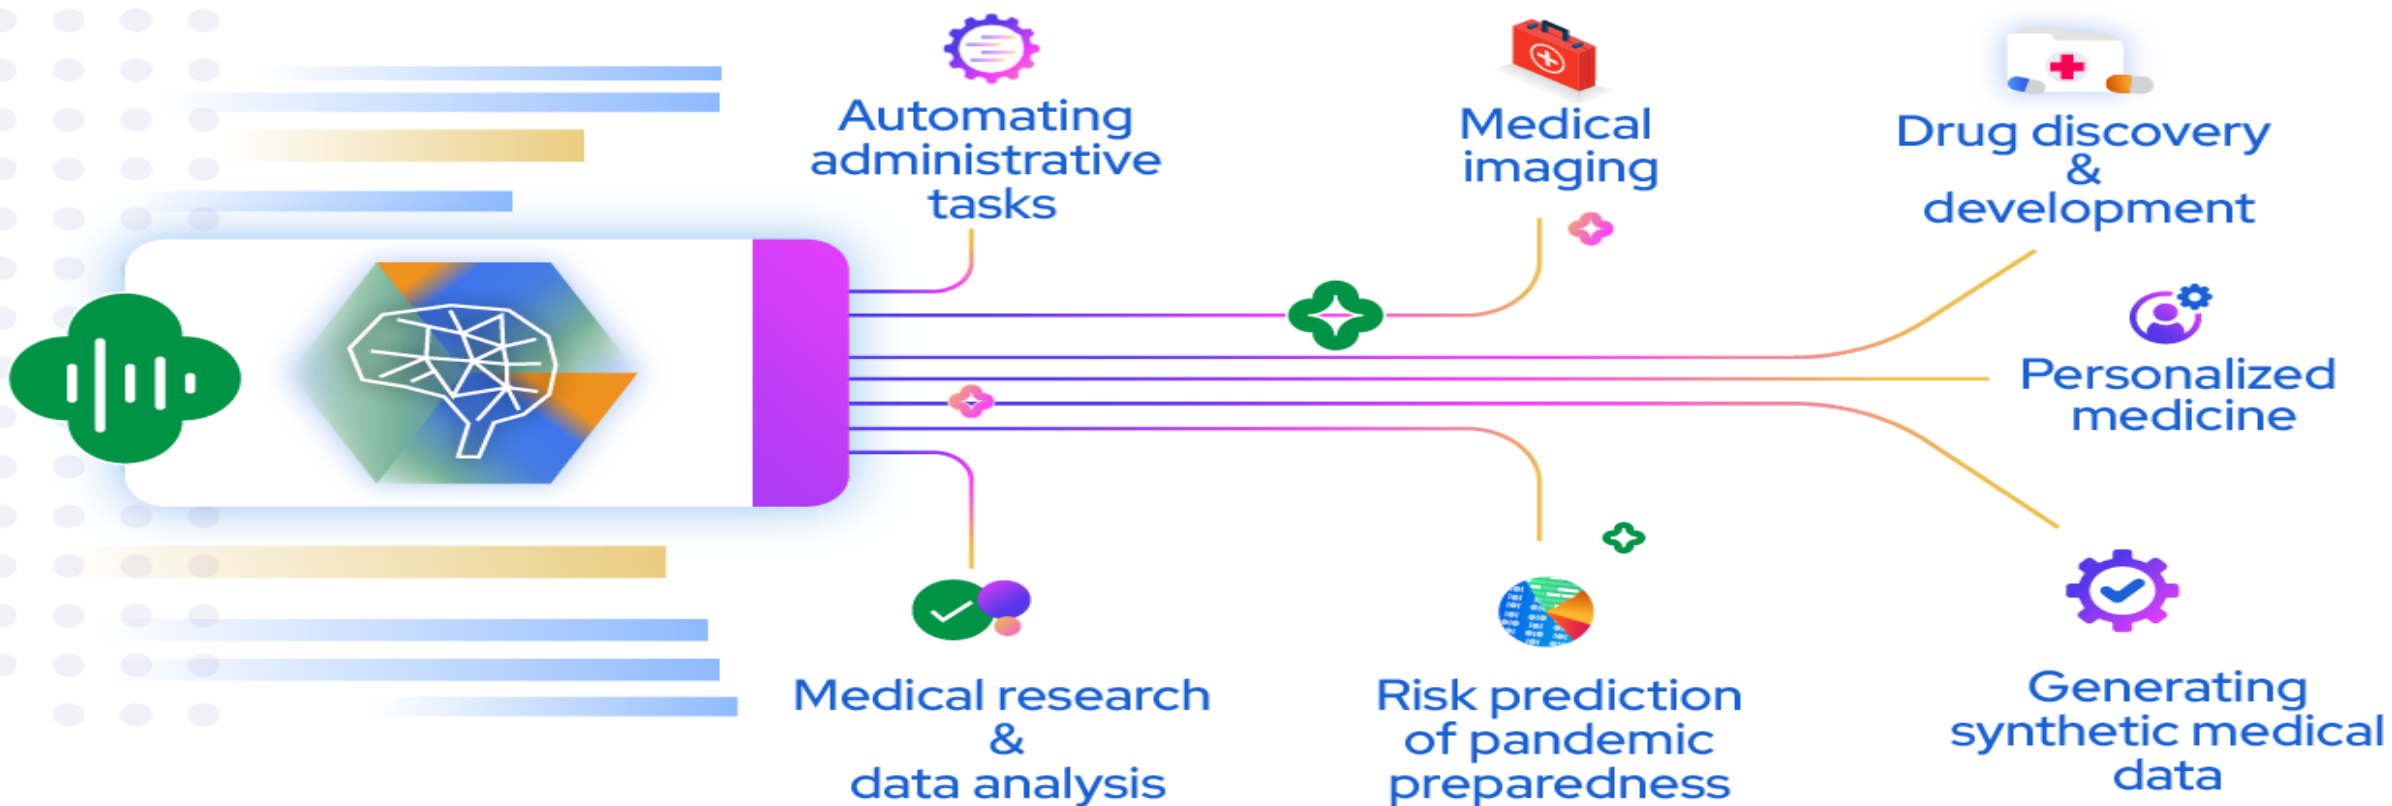 Automating
administrative
tasks
Medical
imaging
Drug discovery
&
development
Personalized
medicine
Medical research
&
data analysis
Risk prediction
of pandemic
preparedness
Generating
synthetic medical
data